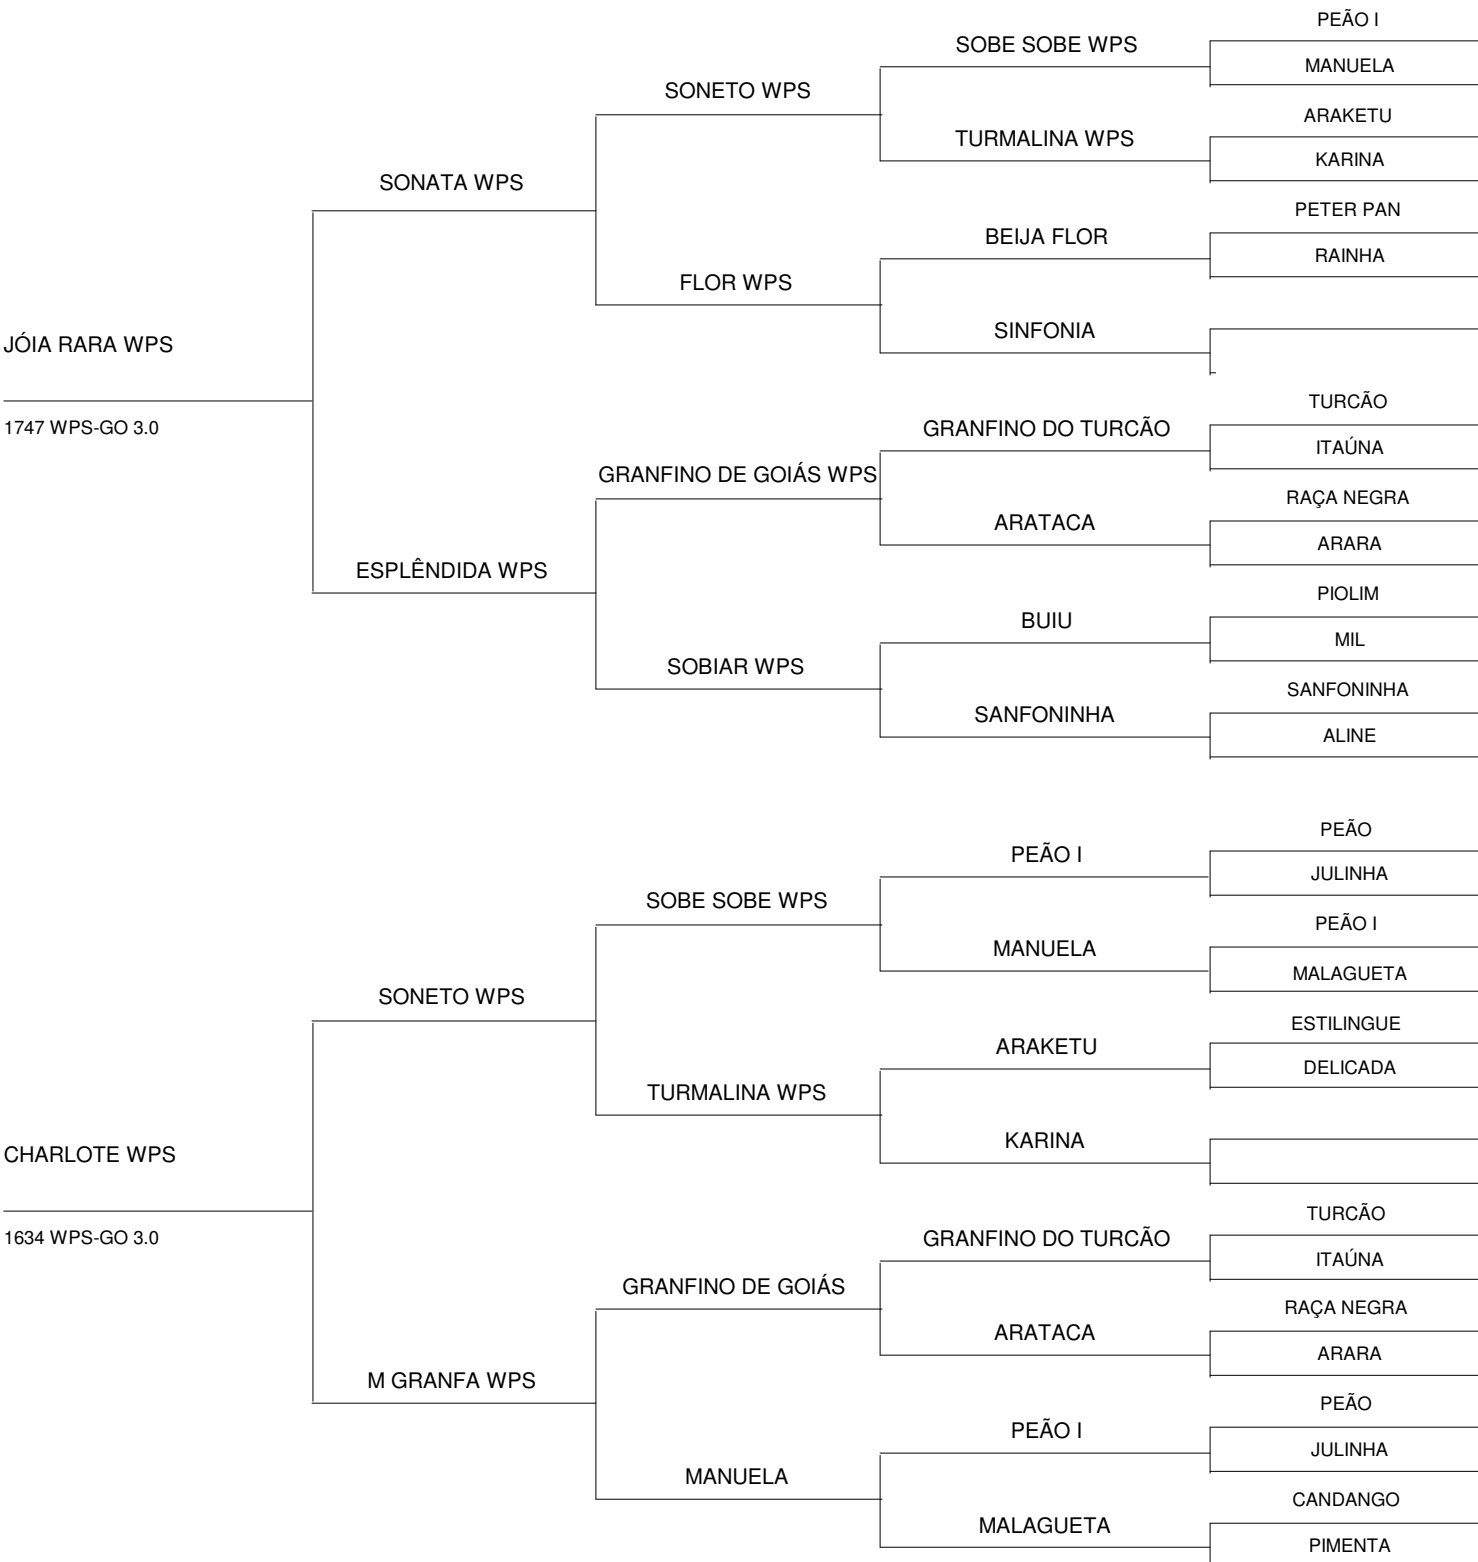 PEÃO I
SOBE SOBE WPS
MANUELA
SONETO WPS
ARAKETU
TURMALINA WPS
KARINA
SONATA WPS
PETER PAN
BEIJA FLOR
RAINHA
FLOR WPS
SINFONIA
JÓIA RARA WPS
1747 WPS-GO 3.0
TURCÃO
GRANFINO DO TURCÃO
ITAÚNA
GRANFINO DE GOIÁS WPS
RAÇA NEGRA
ARATACA
ARARA
ESPLÊNDIDA WPS
PIOLIM
BUIU
MIL
SOBIAR WPS
SANFONINHA
SANFONINHA
ALINE
PEÃO
PEÃO I
JULINHA
SOBE SOBE WPS
PEÃO I
MANUELA
MALAGUETA
SONETO WPS
ESTILINGUE
ARAKETU
DELICADA
TURMALINA WPS
KARINA
CHARLOTE WPS
1634 WPS-GO 3.0
TURCÃO
GRANFINO DO TURCÃO
ITAÚNA
GRANFINO DE GOIÁS
RAÇA NEGRA
ARATACA
ARARA
M GRANFA WPS
PEÃO
PEÃO I
JULINHA
MANUELA
CANDANGO
MALAGUETA
PIMENTA